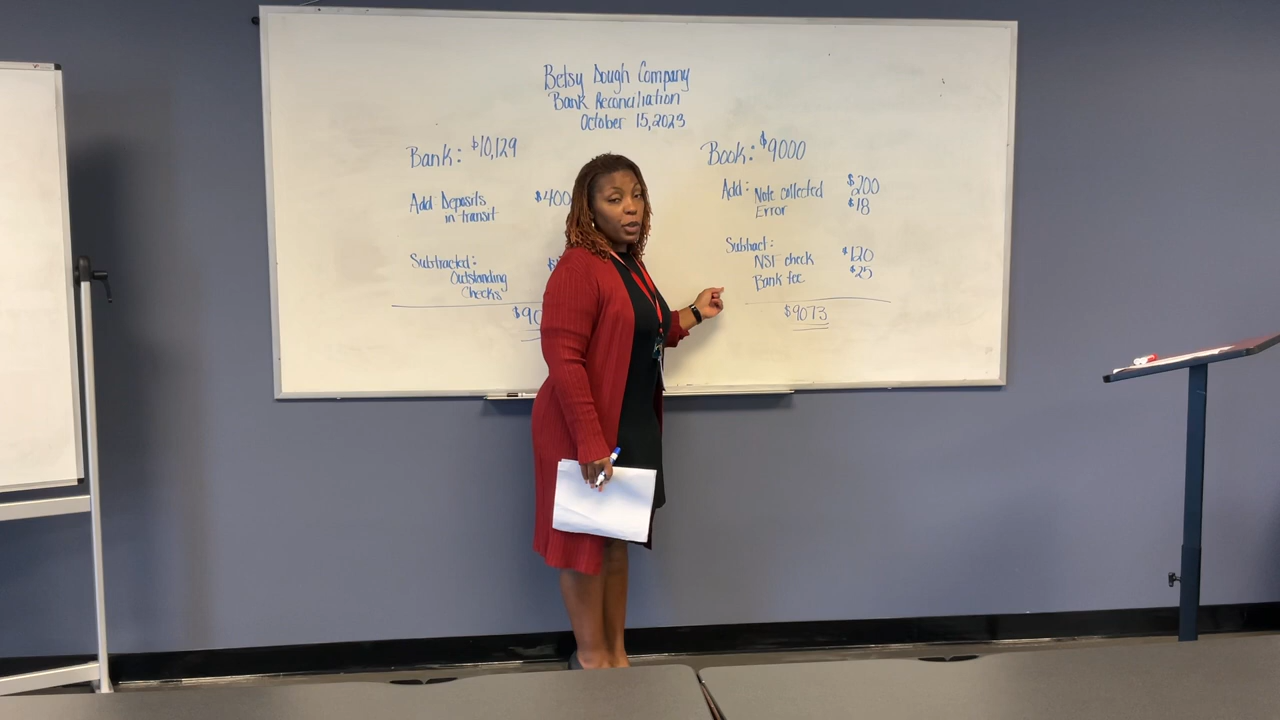 Betsy Dough Company
Bank Reconciliation
October 15, 2023
Bank: $10,129
Add Deposits $400
in transit
Subtracted:
Outstanding
Checks
Book: $9000
Add: Note collected $200
Error $18
Subtract:
NSF check $120
Bank fee $25
$9073